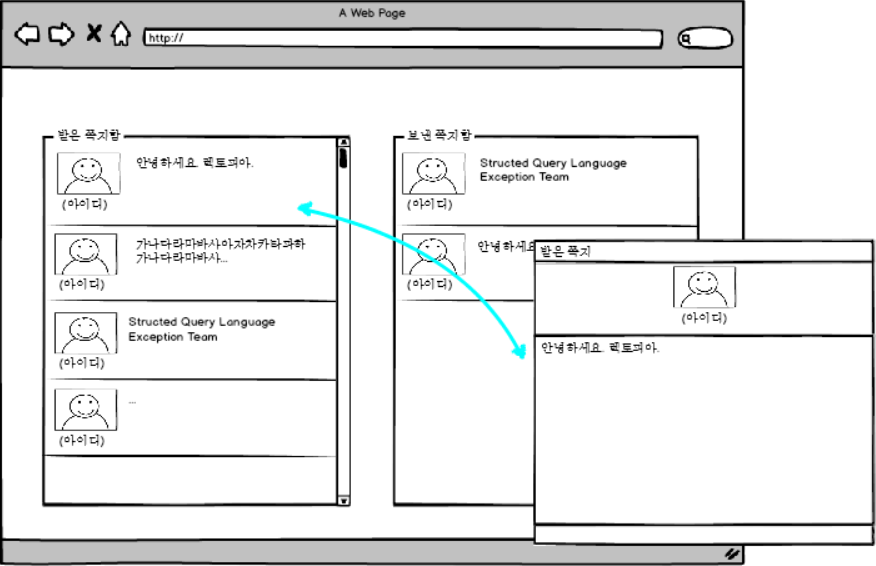 A Web Page
http://
받은 쪽지함
안녕하세요. 렉토피아.
(아이디)
가나다라마바사아자차카타파하
가나다라마바사...
(아이디)
Structed Query Language
Exception Team
(아이디)
...
(아이디)
보낸 쪽지함
Structed Query Language
Exception Team
(아이디)
안녕하세요
(아이디)
받은 쪽지
(아이디)
안녕하세요. 렉토피아.